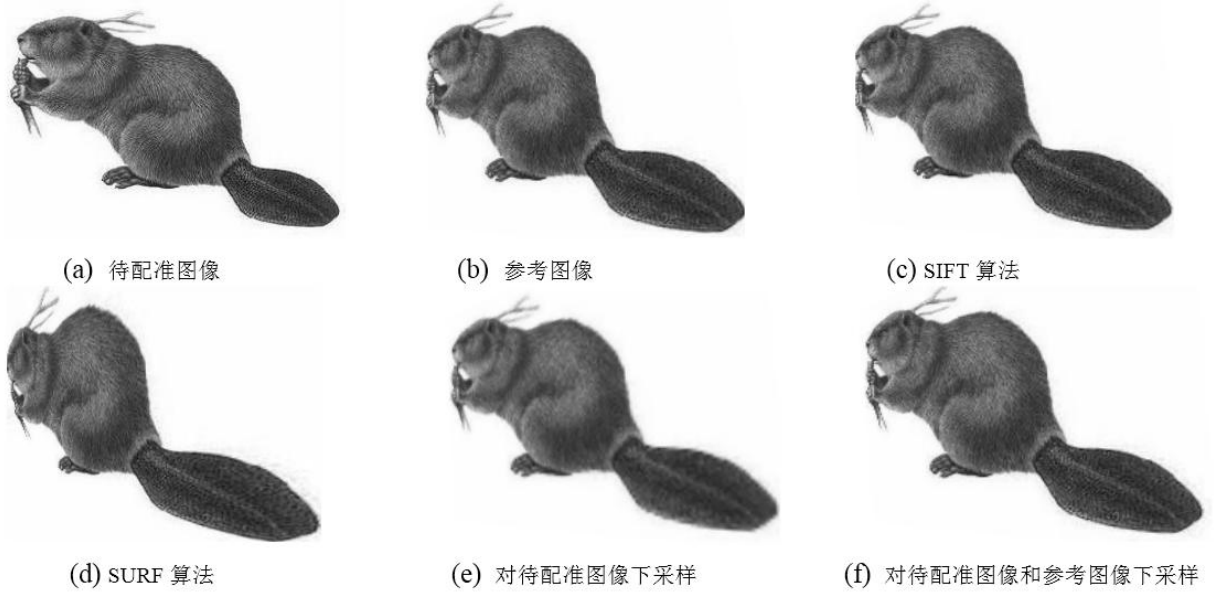 (a) 待配准图像
(b) 参考图像
(c) SIFT 算法
(d) SURF 算法
(e) 对待配准图像下采样
(f) 对待配准图像和参考图像下采样